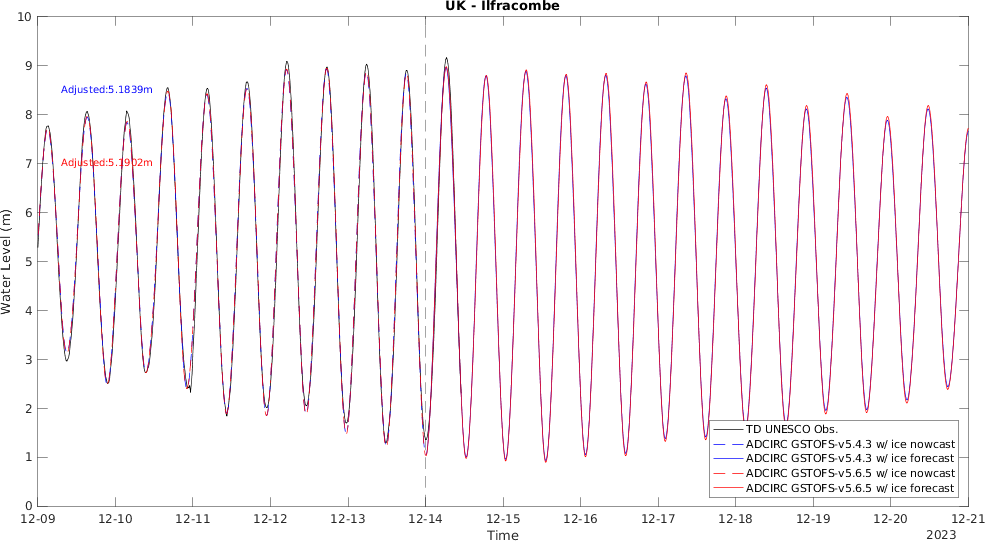 UK - Ilfracombe
10
9
8
7
6
5
4
3
2
1
0
Water Level (m)
Adjusted:5.1839m
Adjusted:5.1902m
TD UNESCO Obs.
ADCIRC GSTOFS-v5.4.3 w/ ice nowcast
ADCIRC GSTOFS-v5.4.3 w/ ice forecast
ADCIRC GSTOFS-v5.6.5 w/ ice nowcast
ADCIRC GSTOFS-v5.6.5 w/ ice forecast
12-09 12-10 12-11 12-12 12-13 12-14 12-15 12-16 12-17 12-18 12-19 12-20 12-21
Time
2023